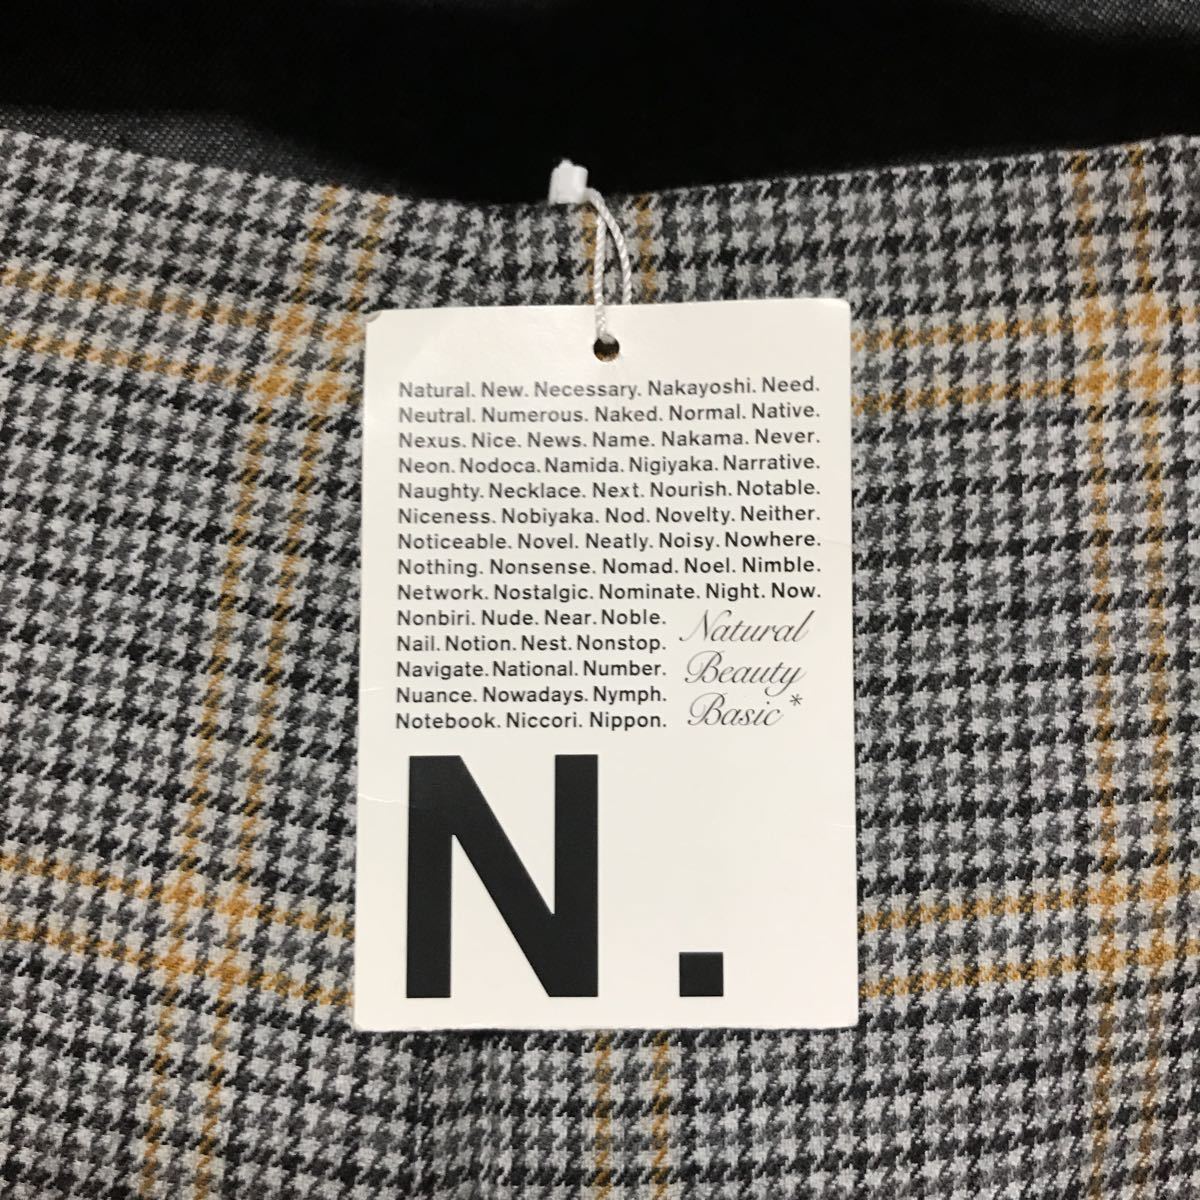 Natural. New. Necessary. Nakayoshi. Need.
Neutral. Numerous. Naked. Normal. Native.
Nexus. Nice. News. Name. Nakama. Never.
Neon. Nodoca. Namida. Nigiyaka. Narrative.
Naughty. Necklace. Next. Nourish. Notable.
Niceness. Nobiyaka. Nod. Novelty. Neither.
Noticeable. Novel. Neatly. Noisy. Nowhere.
Nothing. Nonsense. Nomad. Noel. Nimble.
Network. Nostalgic. Nominate. Night. Now.
Nonbiri. Nude. Near. Noble.
Nail. Notion. Nest. Nonstop.
Navigate. National. Number.
Nuance. Nowadays. Nymph.
Notebook. Niccori. Nippon.
Natural
Beauty
Basic*
N.